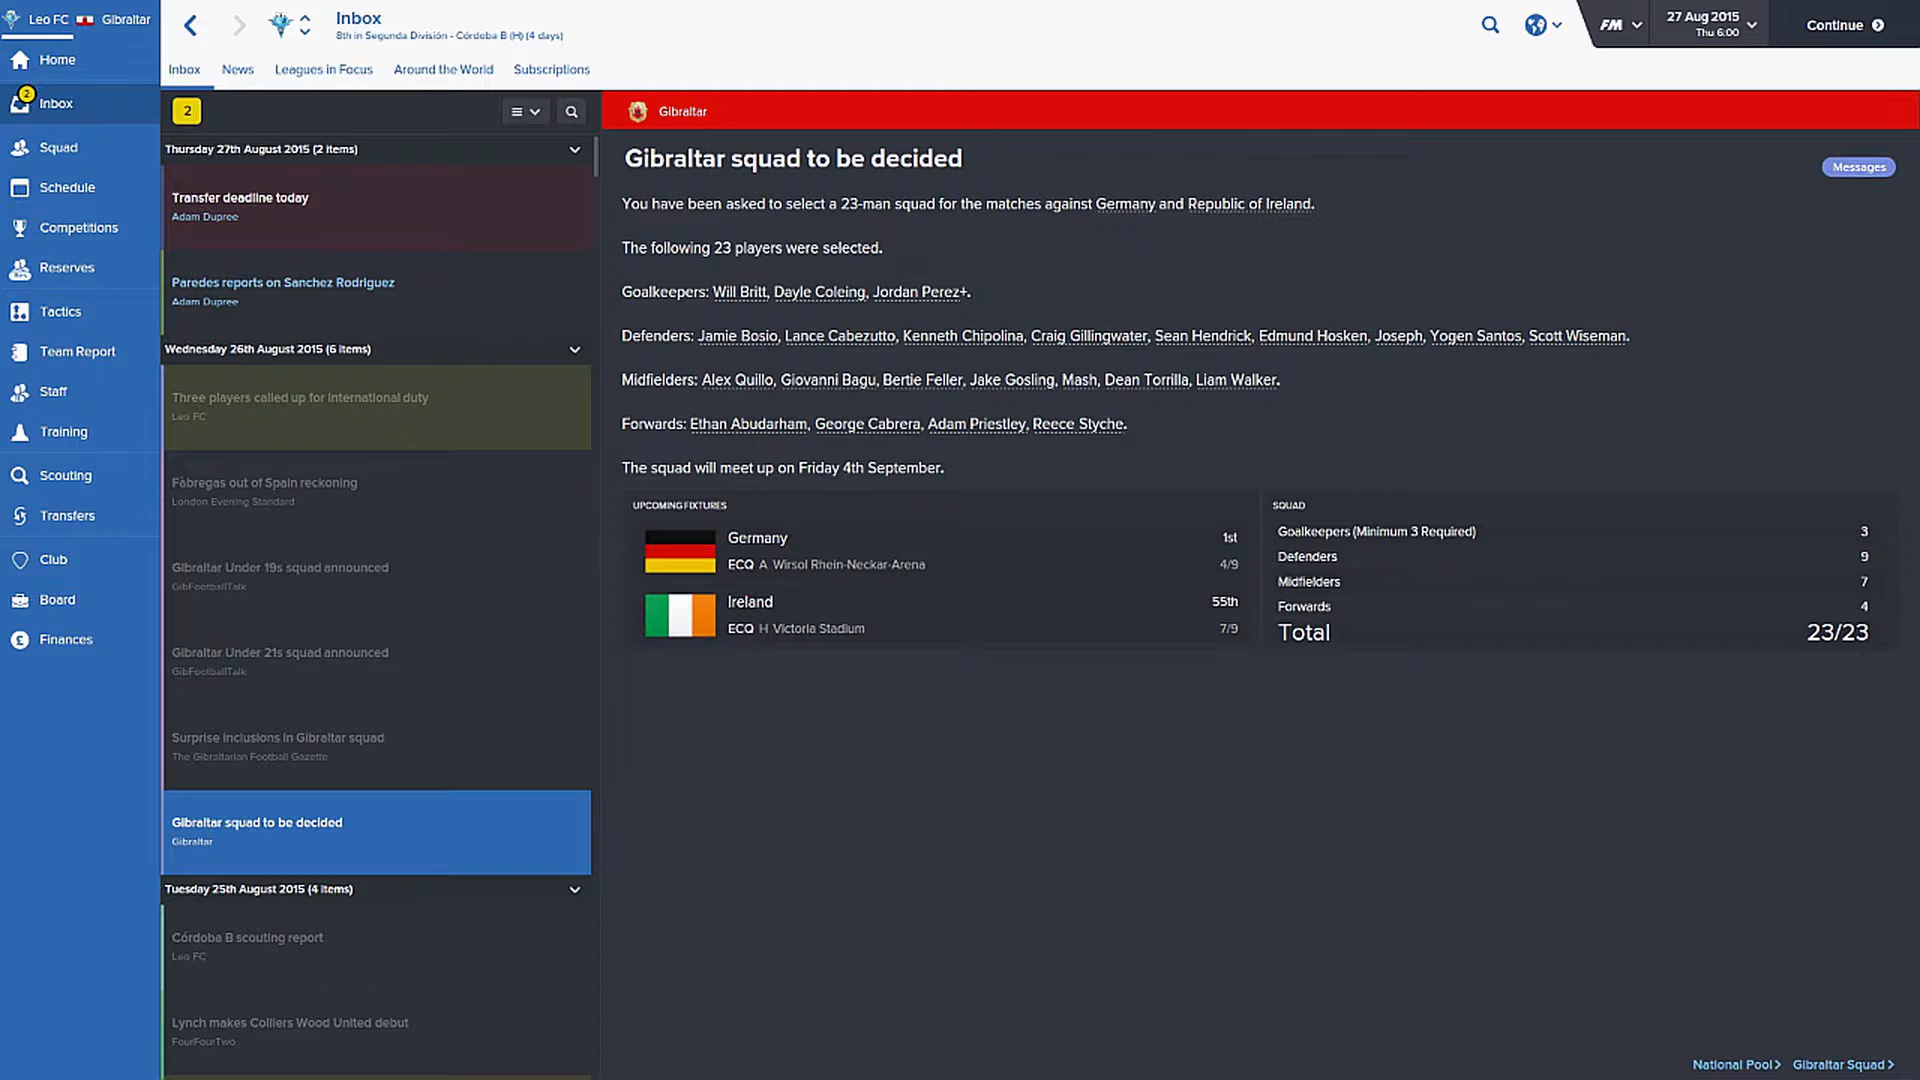 Leo FC Gibraltar
Home
2
Inbox
Squad
Schedule
Competitions
Reserves
Tactics
Team Report
Staff
Training
Scouting
Transfers
Club
Board
Finances
Inbox
8th in Segunda División - Córdoba B (H) (4 days)
FM
27 Aug 2015
Thu 6:00
Continue
Inbox News Leagues in Focus Around the World Subscriptions
2
Thursday 27th August 2015 (2 items)
Transfer deadline today
Adam Dupree
Paredes reports on Sanchez Rodriguez
Adam Dupree
Wednesday 26th August 2015 (6 items)
Three players called up for international duty
Leo FC
Fàbregas out of Spain reckoning
London Evening Standard
Gibraltar Under 19s squad announced
GibFootballTalk
Gibraltar Under 21s squad announced
GibFootballTalk
Surprise inclusions in Gibraltar squad
The Gibraltarian Football Gazette
Gibraltar squad to be decided
Gibraltar
Tuesday 25th August 2015 (4 items)
Córdoba B scouting report
Leo FC
Lynch makes Colliers Wood United debut
FourFourTwo
Gibraltar
Gibraltar squad to be decided
Messages
You have been asked to select a 23-man squad for the matches against Germany and Republic of Ireland.
The following 23 players were selected.
Goalkeepers: Will Britt, Dayle Coleing, Jordan Perez+.
Defenders: Jamie Bosio, Lance Cabezutto, Kenneth Chipolina, Craig Gillingwater, Sean Hendrick, Edmund Hosken, Joseph, Yogen Santos, Scott Wiseman.
Midfielders: Alex Quillo, Giovanni Bagu, Bertie Feller, Jake Gosling, Mash, Dean Torrilla, Liam Walker.
Forwards: Ethan Abudarham, George Cabrera, Adam Priestley, Reece Styche.
The squad will meet up on Friday 4th September.
UPCOMING FIXTURES
Germany 1st
ECQ A Wirsol Rhein-Neckar-Arena 4/9
Ireland 55th
ECQ H Victoria Stadium 7/9
SQUAD
Goalkeepers (Minimum 3 Required) 3
Defenders 9
Midfielders 7
Forwards 4
Total 23/23
National Pool> Gibraltar Squad>